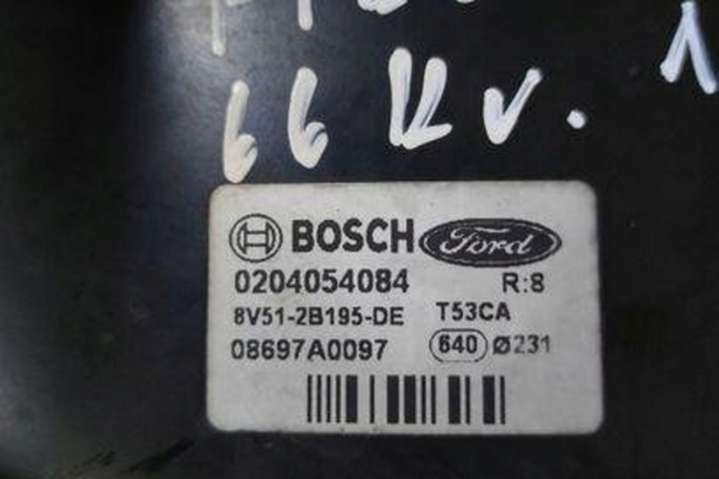 66 kv. 1
BOSCH Ford
0204054084 R:8
8V51-2B195-DE T53CA
08697A0097 640 Ø231